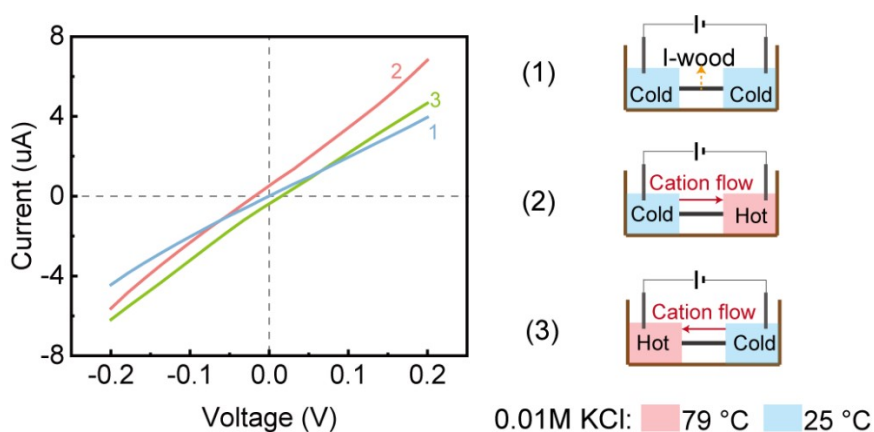 8
4
0
-4
-8
Current (uA)
-0.2
-0.1
0.0
0.1
0.2
Voltage (V)
2
3
1
(1)
I-wood
Cold
Cold
(2)
Cation flow
Cold
Hot
(3)
Cation flow
Hot
Cold
0.01M KCl: 79 °C 25 °C